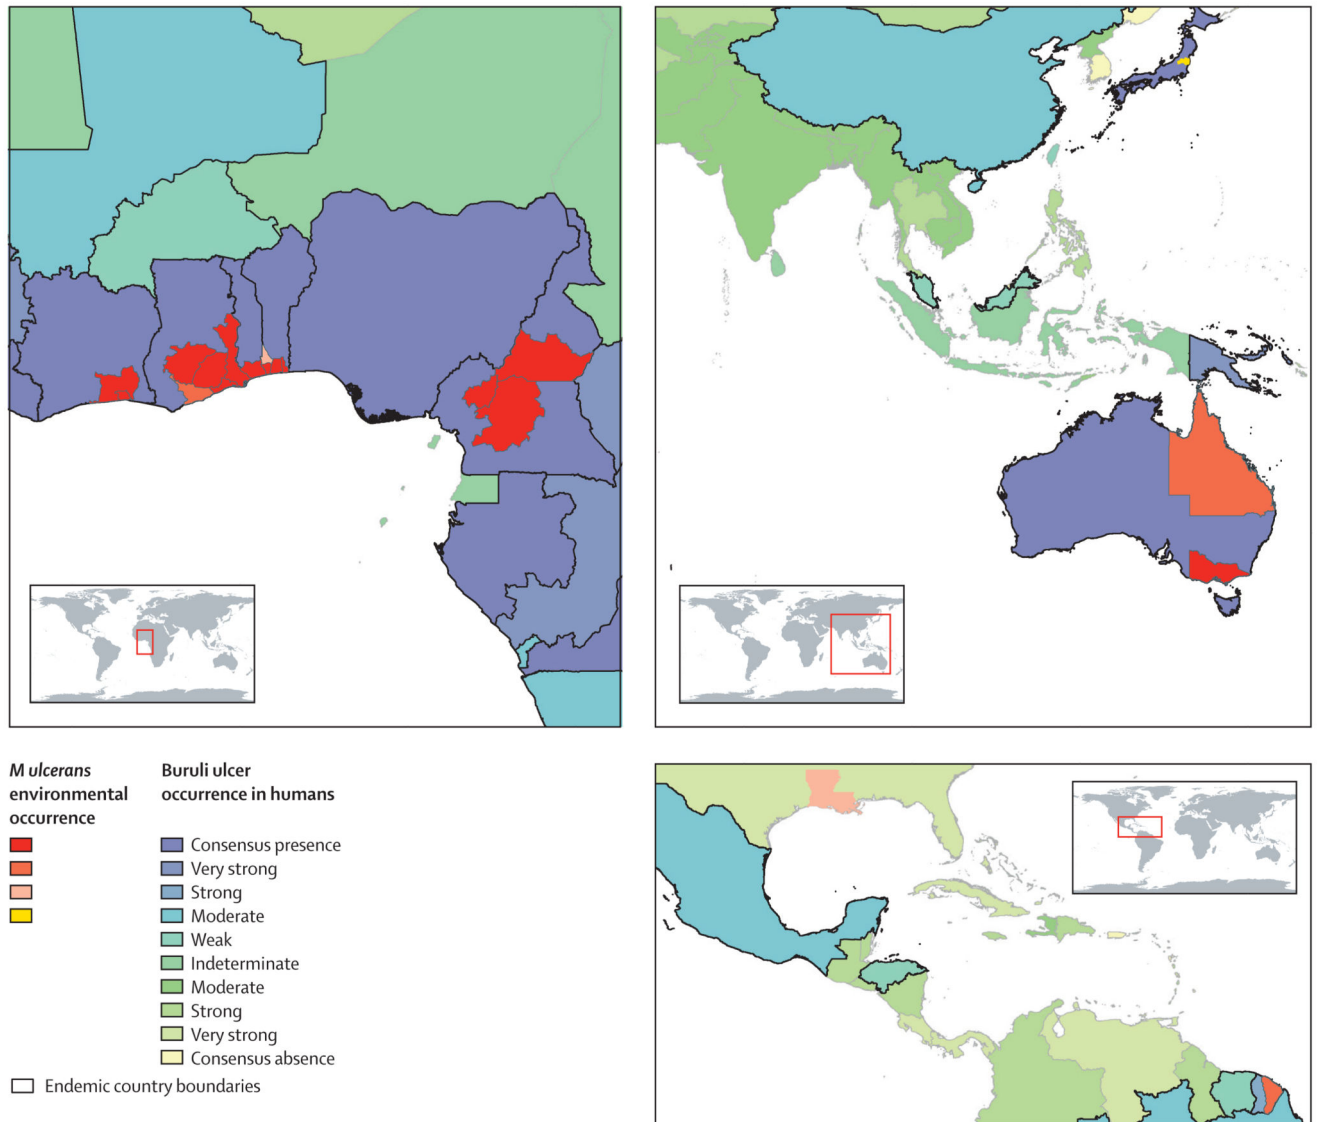 M ulcerans
environmental
occurrence
Buruli ulcer
occurrence in humans
Consensus presence
Very strong
Strong
Moderate
Weak
Indeterminate
Moderate
Strong
Very strong
Consensus absence
Endemic country boundaries